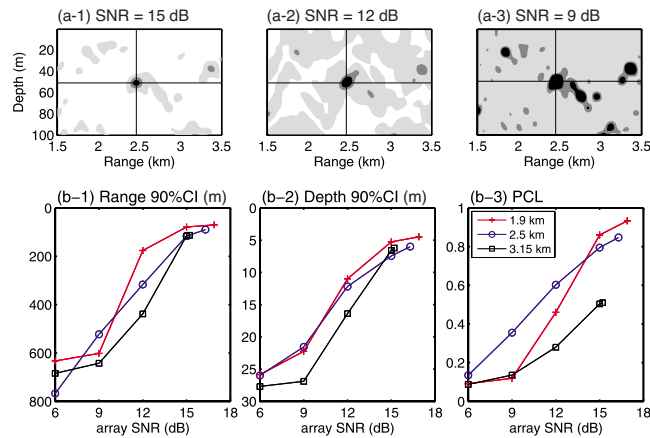 (a-1) SNR = 15 dB
(a-2) SNR = 12 dB
(a-3) SNR = 9 dB
Depth (m)
20
40
60
80
100
1.5 2 2.5 3 3.5
1.5 2 2.5 3 3.5
1.5 2 2.5 3 3.5
Range (km)
Range (km)
Range (km)
(b-1) Range 90%CI (m)
(b-2) Depth 90%CI (m)
(b-3) PCL
0
200
400
600
800
6 9 12 15 18
array SNR (dB)
0
5
10
15
20
25
30
6 9 12 15 18
array SNR (dB)
1
0.8
0.6
0.4
0.2
0
1.9 km
2.5 km
3.15 km
6 9 12 15 18
array SNR (dB)